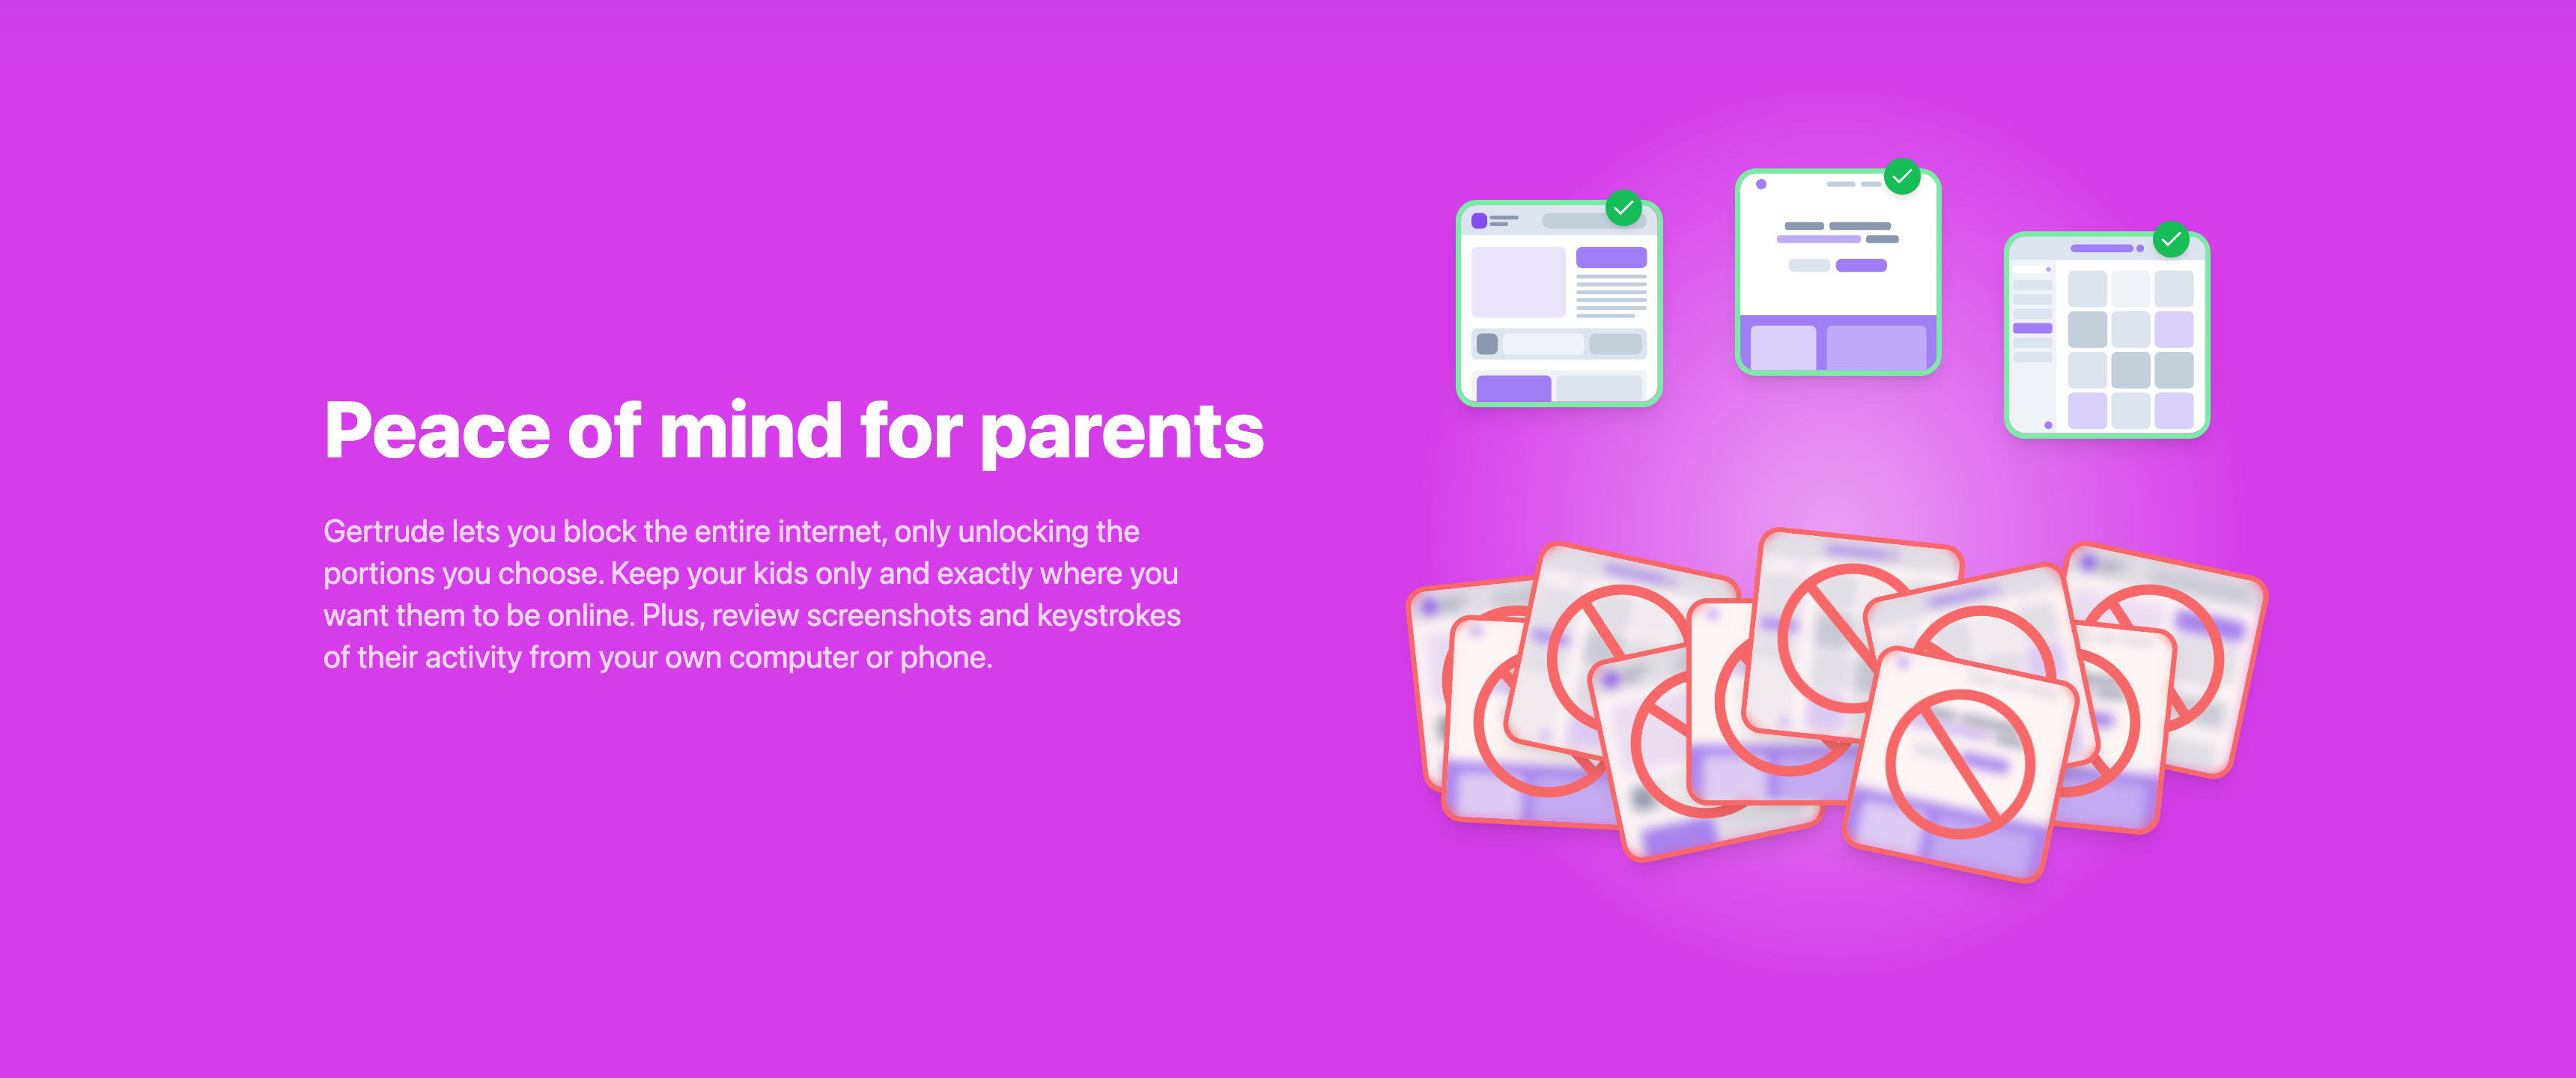 Peace of mind for parents
Gertrude lets you block the entire internet, only unlocking the
portions you choose. Keep your kids only and exactly where you
want them to be online. Plus, review screenshots and keystrokes
of their activity from your own computer or phone.